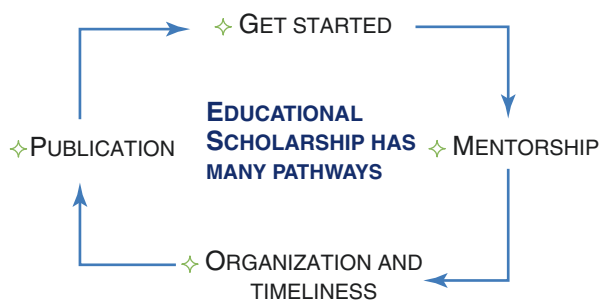 GET STARTED
EDUCATIONAL
SCHOLARSHIP HAS
MANY PATHWAYS
PUBLICATION
MENTORSHIP
ORGANIZATION AND
TIMELINESS